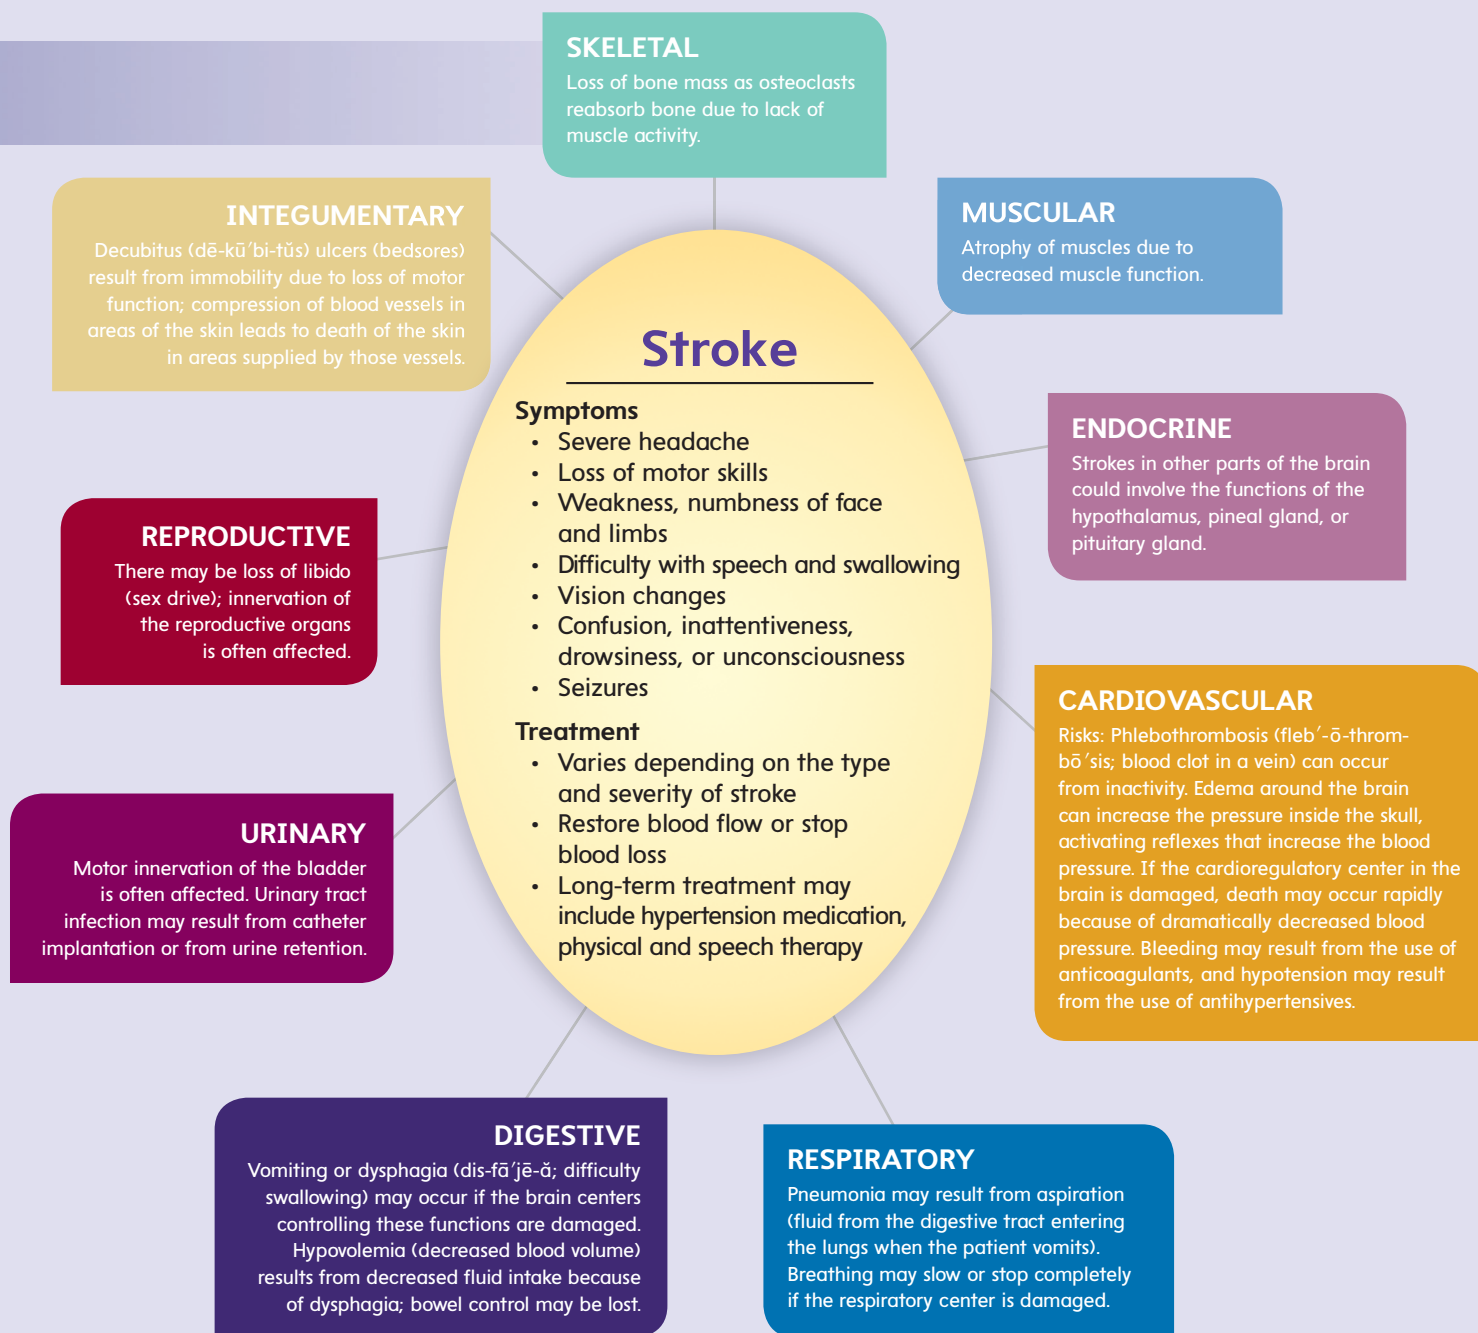 SKELETAL
Loss of bone mass as osteoclasts
reabsorb bone due to lack of
muscle activity.
INTEGUMENTARY
Decubitus (dē-kū′bi-tŭs) ulcers (bedsores)
result from immobility due to loss of motor
function; compression of blood vessels in
areas of the skin leads to death of the skin
in areas supplied by those vessels.
MUSCULAR
Atrophy of muscles due to
decreased muscle function.
Stroke
Symptoms
• Severe headache
• Loss of motor skills
• Weakness, numbness of face
and limbs
• Difficulty with speech and swallowing
• Vision changes
• Confusion, inattentiveness,
drowsiness, or unconsciousness
• Seizures
Treatment
• Varies depending on the type
and severity of stroke
• Restore blood flow or stop
blood loss
• Long-term treatment may
include hypertension medication,
physical and speech therapy
ENDOCRINE
Strokes in other parts of the brain
could involve the functions of the
hypothalamus, pineal gland, or
pituitary gland.
REPRODUCTIVE
There may be loss of libido
(sex drive); innervation of
the reproductive organs
is often affected.
CARDIOVASCULAR
Risks: Phlebothrombosis (fleb′-ō-throm-
bō′sis; blood clot in a vein) can occur
from inactivity. Edema around the brain
can increase the pressure inside the skull,
activating reflexes that increase the blood
pressure. If the cardioregulatory center in the
brain is damaged, death may occur rapidly
because of dramatically decreased blood
pressure. Bleeding may result from the use of
anticoagulants, and hypotension may result
from the use of antihypertensives.
URINARY
Motor innervation of the bladder
is often affected. Urinary tract
infection may result from catheter
implantation or from urine retention.
DIGESTIVE
Vomiting or dysphagia (dis-fā′jē-ă; difficulty
swallowing) may occur if the brain centers
controlling these functions are damaged.
Hypovolemia (decreased blood volume)
results from decreased fluid intake because
of dysphagia; bowel control may be lost.
RESPIRATORY
Pneumonia may result from aspiration
(fluid from the digestive tract entering
the lungs when the patient vomits).
Breathing may slow or stop completely
if the respiratory center is damaged.